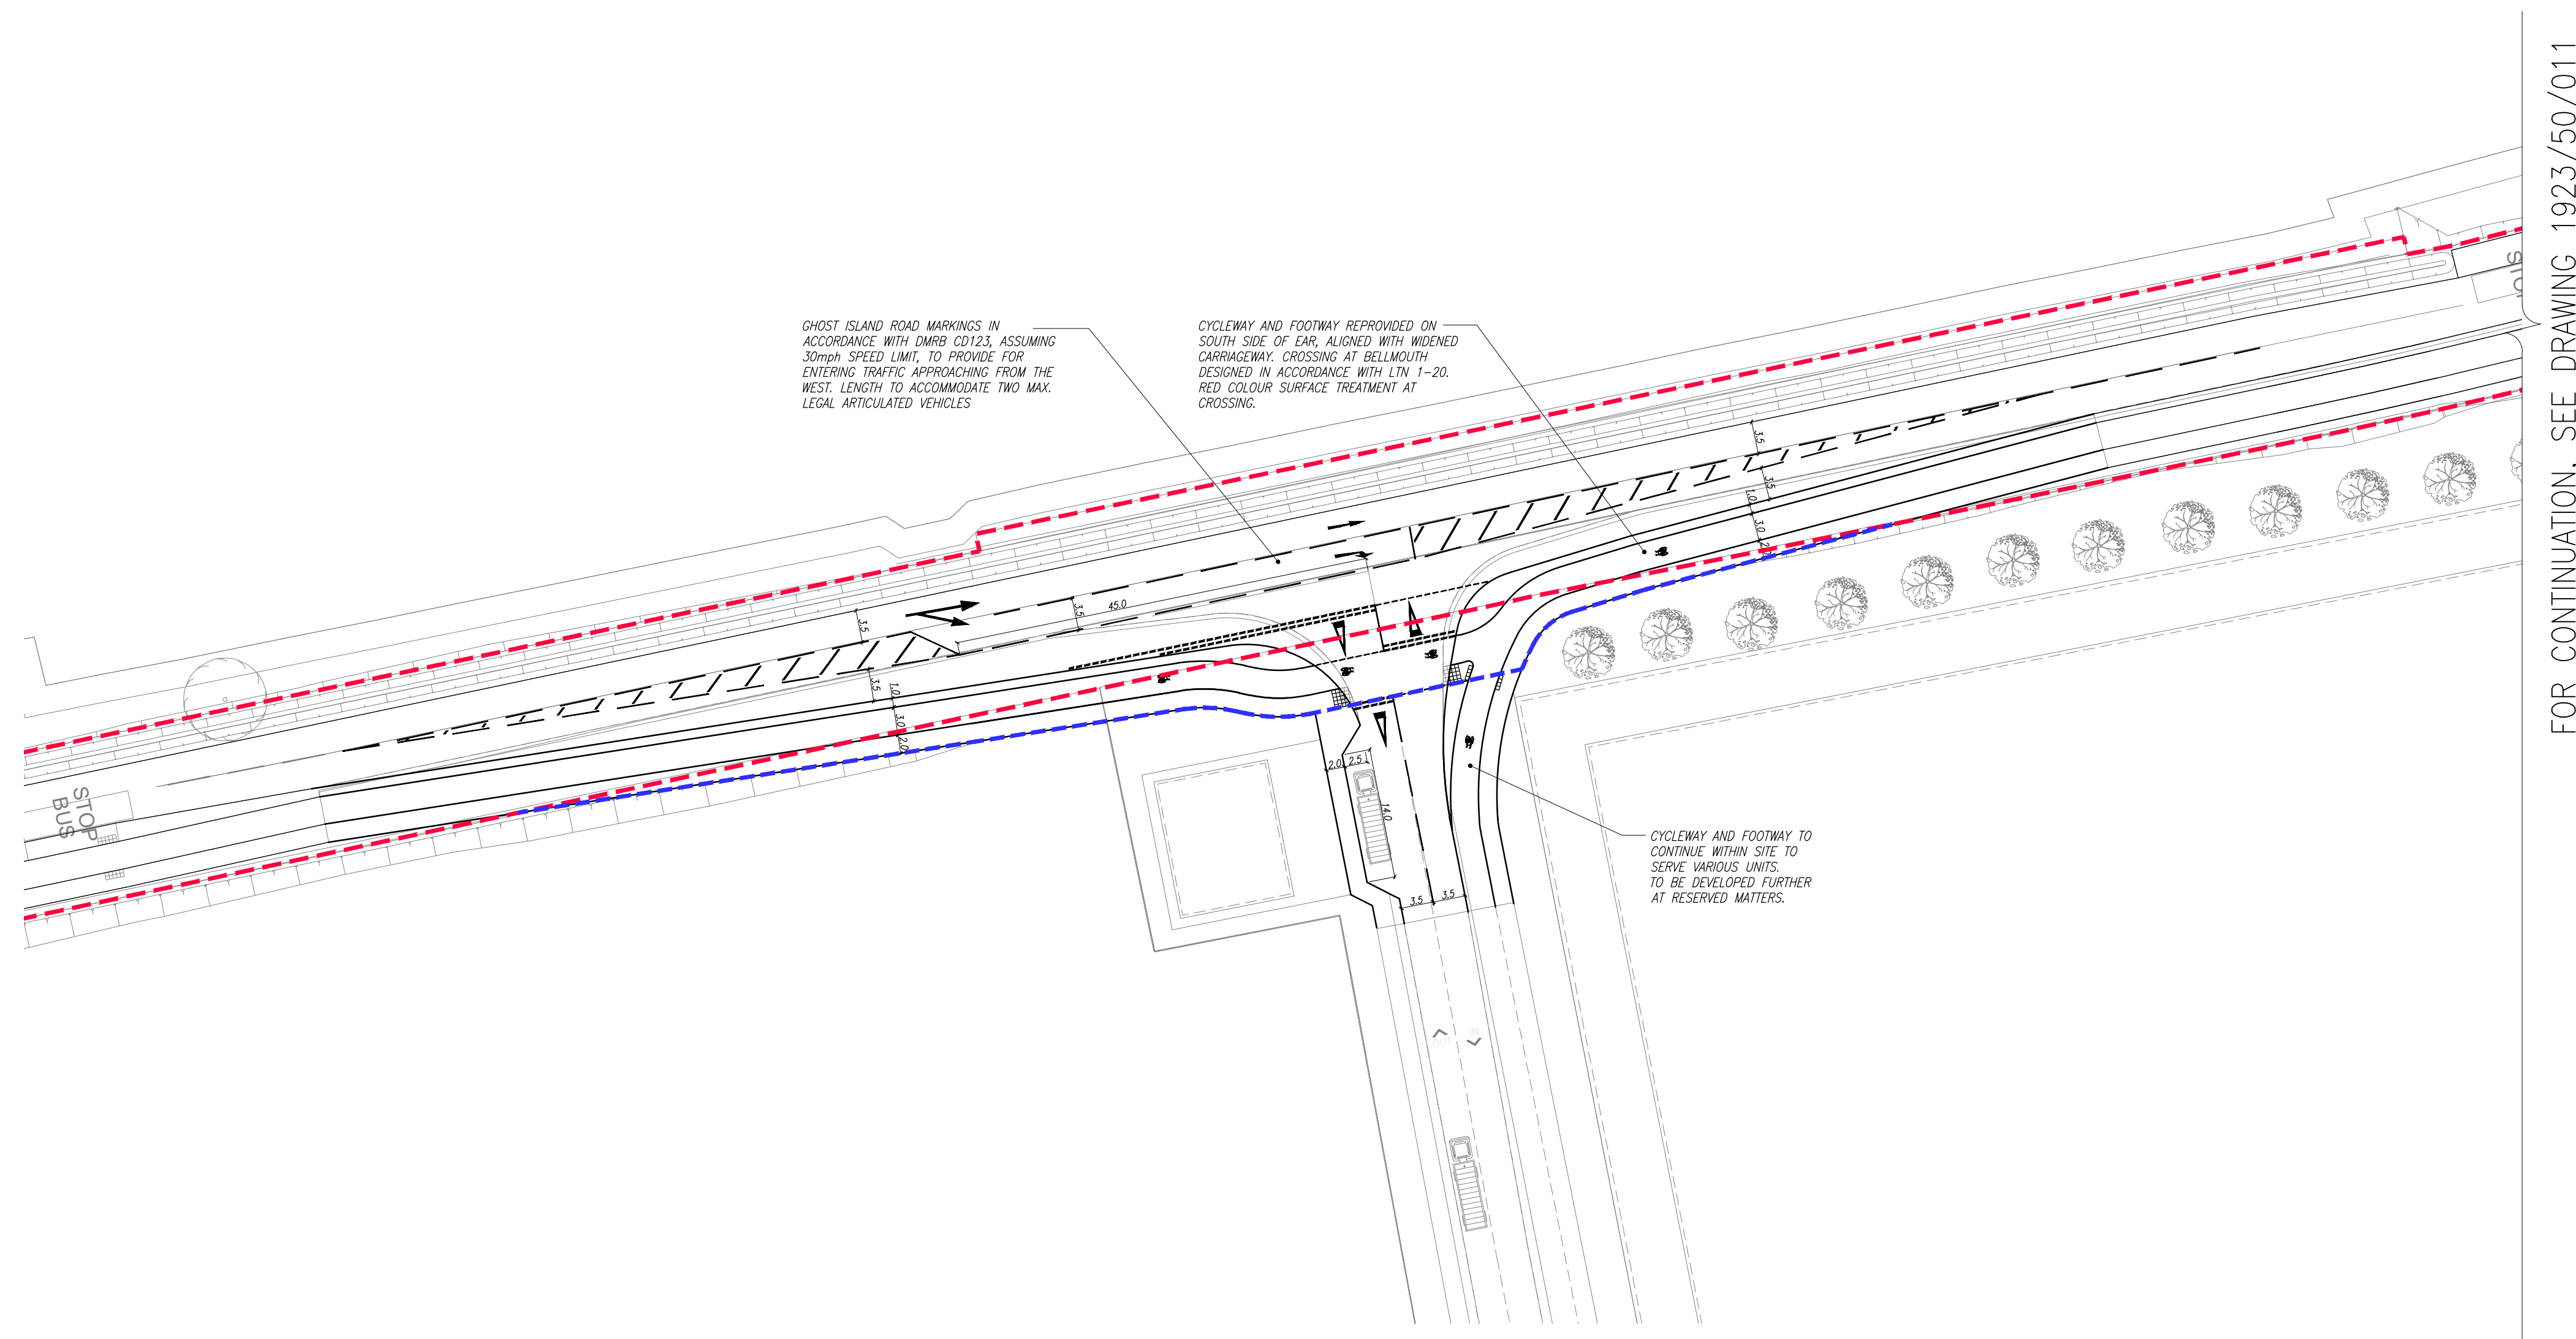 GHOST ISLAND ROAD MARKINGS IN
ACCORDANCE WITH DMRB CD123, ASSUMING
30mph SPEED LIMIT, TO PROVIDE FOR
ENTERING TRAFFIC APPROACHING FROM THE
WEST. LENGTH TO ACCOMMODATE TWO MAX.
LEGAL ARTICULATED VEHICLES
CYCLEWAY AND FOOTWAY REPROVIDED ON
SOUTH SIDE OF EAR, ALIGNED WITH WIDENED
CARRIAGEWAY. CROSSING AT BELLMOUTH
DESIGNED IN ACCORDANCE WITH LTN 1-20.
RED COLOUR SURFACE TREATMENT AT
CROSSING.
3.5
3.5
1.0
3.0
3.5
3.5
45.0
3.5
1.0
3.0
2.0
BUS
STOP
2.0
2.5
14.0
3.5
3.5
CYCLEWAY AND FOOTWAY TO
CONTINUE WITHIN SITE TO
SERVE VARIOUS UNITS.
TO BE DEVELOPED FURTHER
AT RESERVED MATTERS.
OUT
IN
FOR CONTINUATION, SEE DRAWING 1923/50/011